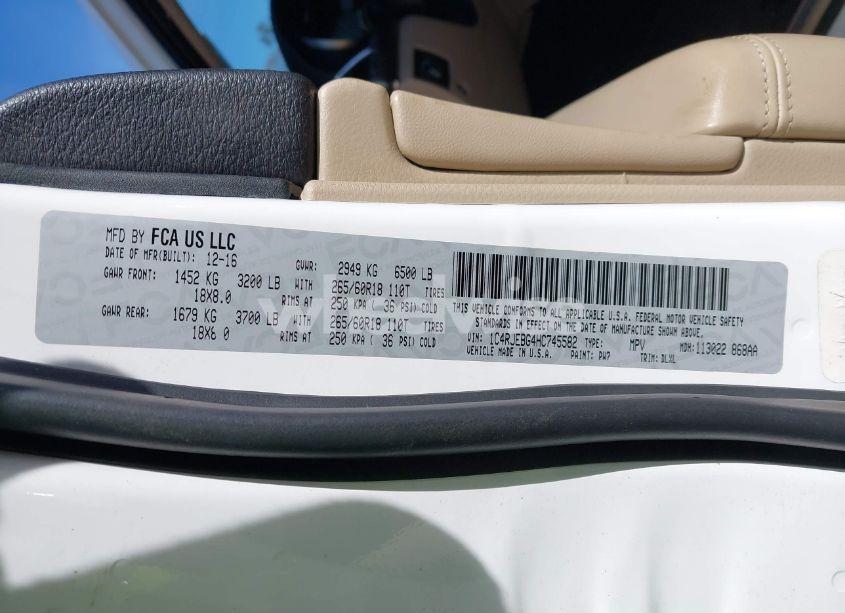 MFD BY FCA US LLC
DATE OF MFR(BUILT): 12-16 GVWR: 2949 KG 6500 LB
GAWR FRONT: 1452 KG 3200 LB WITH 265/60R18 110T TIRES
18X8.0 RIMS AT 250 KPA ( 36 PSI) COLD
GAWR REAR: 1679 KG 3700 LB WITH 265/60R18 110T TIRES
18X8 0 RIMS AT 250 KPA ( 36 PSI) COLD
THIS VEHICLE CONFORMS TO ALL APPLICABLE U.S.A. FEDERAL MOTOR VEHICLE SAFETY
STANDARDS IN EFFECT ON THE DATE OF MANUFACTURE SHOWN ABOVE.
VIN: 1C4RJEBG4HC745582 TYPE: MPV MDH: 113022 868AA
MADE IN U.S.A. PAINT: PW7 TRIM: DLXL